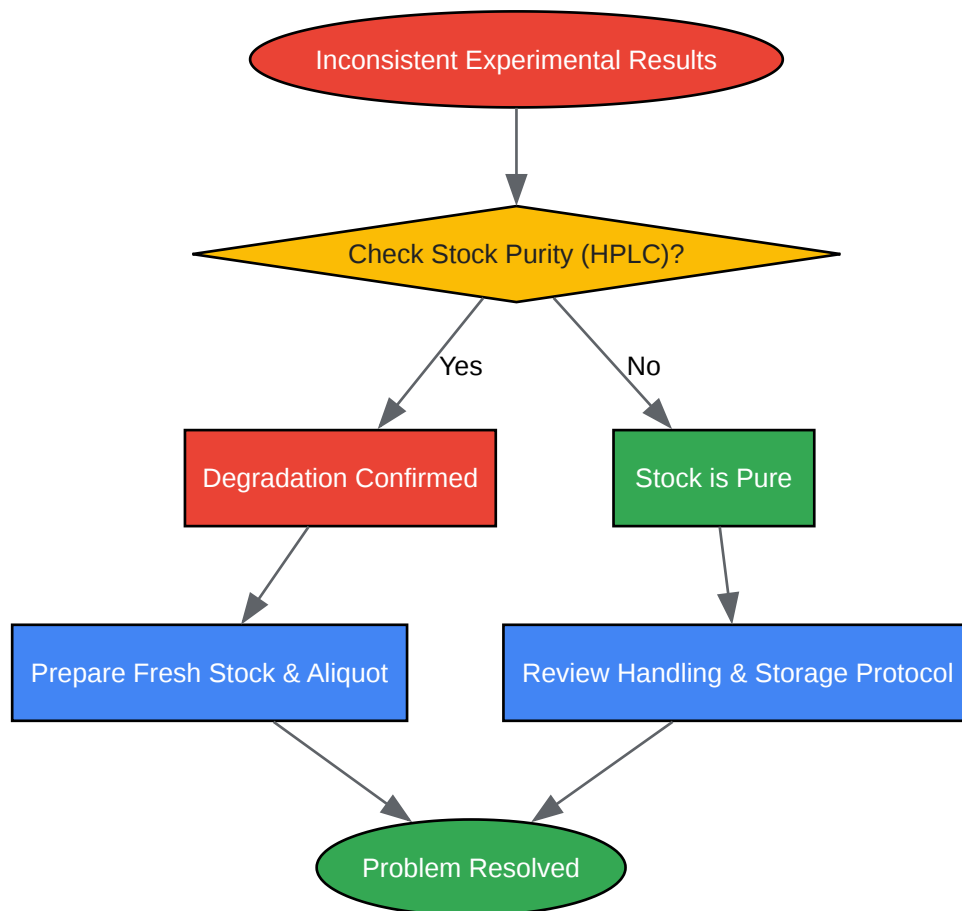 Inconsistent Experimental Results
Check Stock Purity (HPLC)?
Yes
No
Degradation Confirmed
Stock is Pure
Prepare Fresh Stock & Aliquot
Review Handling & Storage Protocol
Problem Resolved